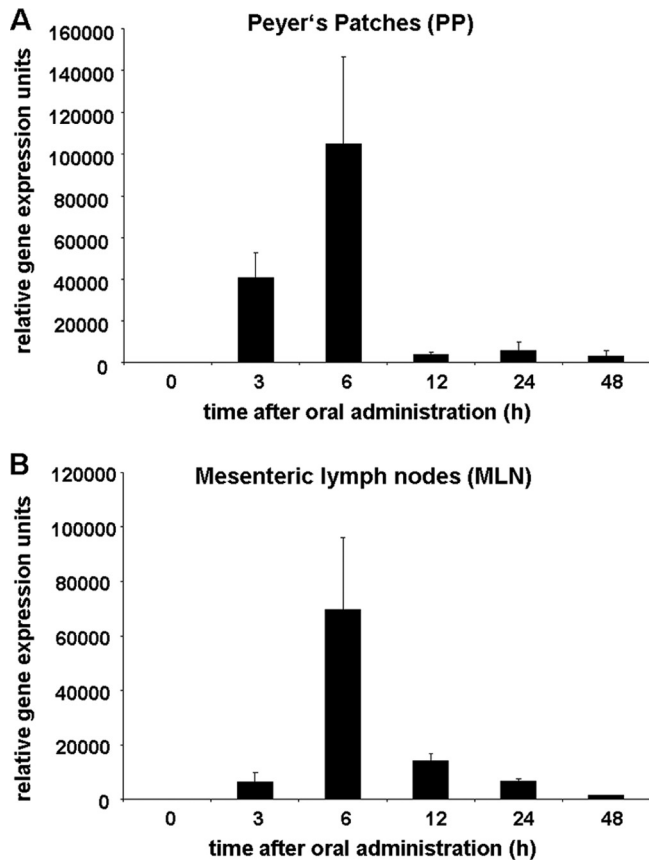 A
Peyer‘s Patches (PP)
relative gene expression units
160000
140000
120000
100000
80000
60000
40000
20000
0
0 3 6 12 24 48
time after oral administration (h)
B
Mesenteric lymph nodes (MLN)
relative gene expression units
120000
100000
80000
60000
40000
20000
0
0 3 6 12 24 48
time after oral administration (h)